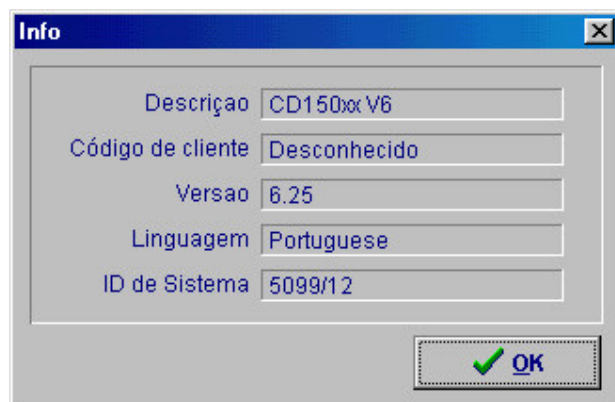 Info
Descriçao CD150xx V6
Código de cliente Desconhecido
Versao 6.25
Linguagem Portuguese
ID de Sistema 5099/12
OK